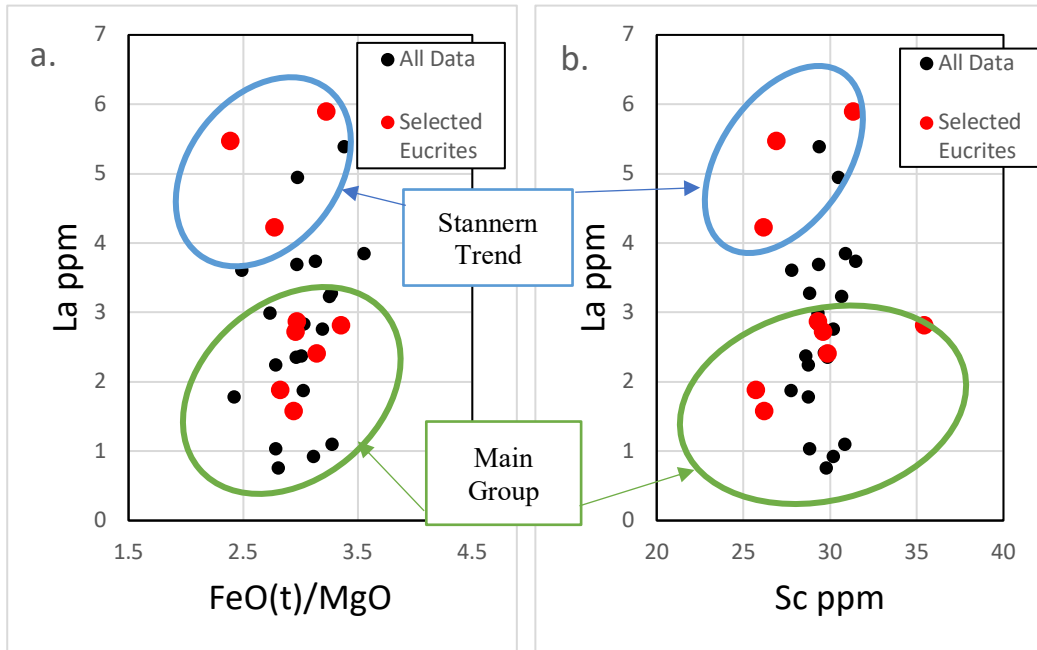 a.
7
6
5
4
3
2
1
0
La ppm
1.5
2.5
3.5
4.5
FeO(t)/MgO
All Data
Selected
Eucrites
Stannern
Trend
Main
Group
b.
7
6
5
4
3
2
1
0
La ppm
20
25
30
35
40
Sc ppm
All Data
Selected
Eucrites